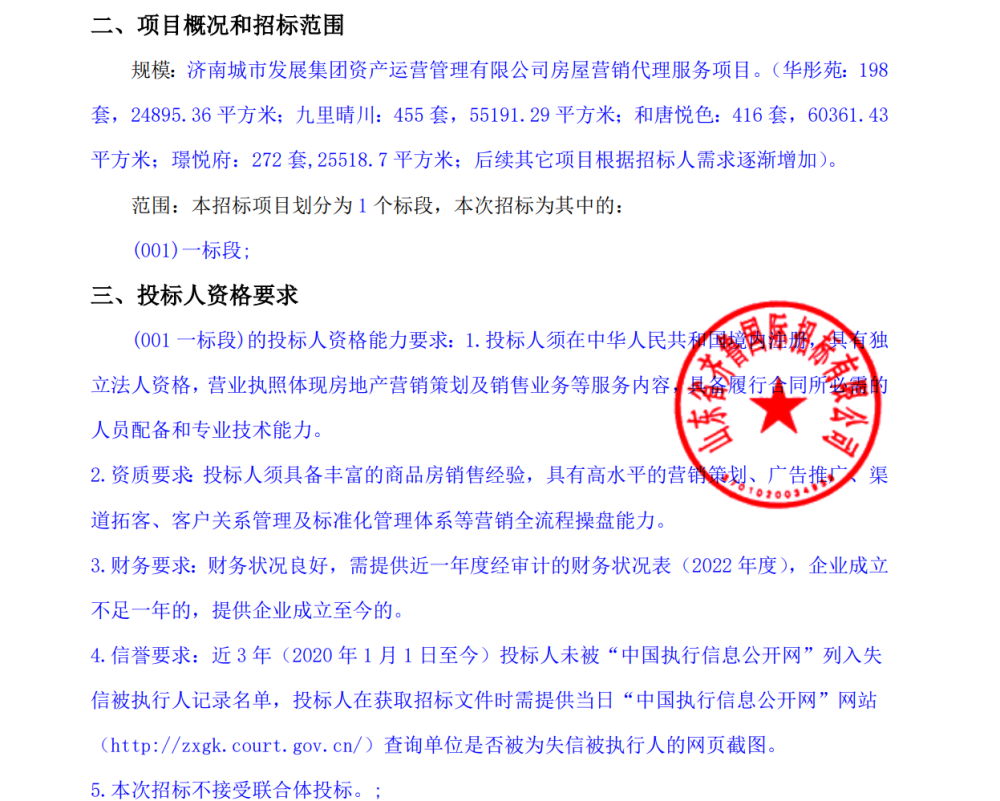 二、项目概况和招标范围
规模：济南城市发展集团资产运营管理有限公司房屋营销代理服务项目。（华彤苑：198
套，24895.36 平方米；九里晴川：455 套，55191.29 平方米；和唐悦色：416 套，60361.43
平方米；璟悦府：272 套,25518.7 平方米；后续其它项目根据招标人需求逐渐增加）。
范围：本招标项目划分为 1 个标段，本次招标为其中的：
(001)一标段;
三、投标人资格要求
(001 一标段)的投标人资格能力要求：1.投标人须在中华人民共和国境内注册，具有独
立法人资格，营业执照体现房地产营销策划及销售业务等服务内容，具备履行合同所必需的
人员配备和专业技术能力。
2.资质要求：投标人须具备丰富的商品房销售经验，具有高水平的营销策划、广告推广、渠
道拓客、客户关系管理及标准化管理体系等营销全流程操盘能力。
3.财务要求：财务状况良好，需提供近一年度经审计的财务状况表（2022 年度），企业成立
不足一年的，提供企业成立至今的。
4.信誉要求：近 3 年（2020 年 1 月 1 日至今）投标人未被“中国执行信息公开网”列入失
信被执行人记录名单，投标人在获取招标文件时需提供当日“中国执行信息公开网”网站
（http://zxgk.court.gov.cn/）查询单位是否被为失信被执行人的网页截图。
5.本次招标不接受联合体投标。;
山东省齐鲁国际招标有限公司